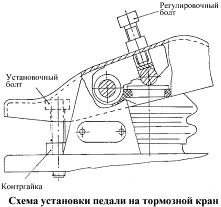 Регулировочный
болт
Установочный
болт
Контргайка
Схема установки педали на тормозной кран